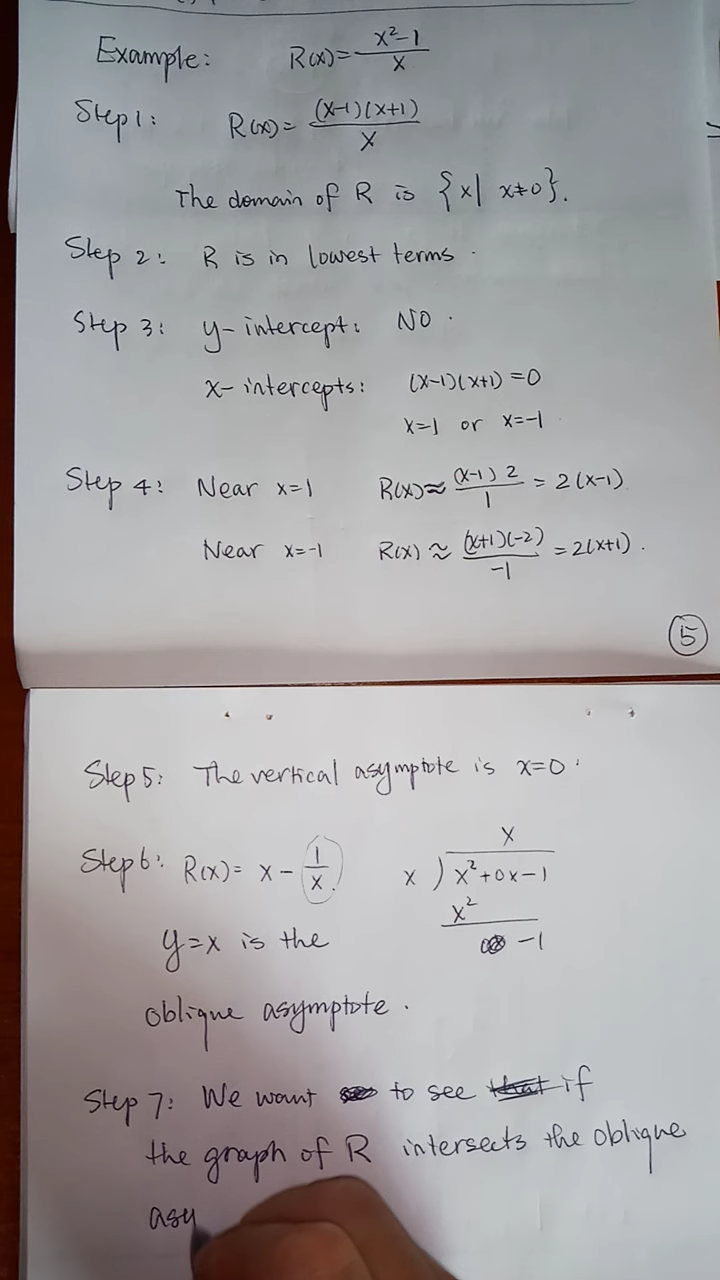 Example: R(x)= x²-1 / x
Step1: R(x)= (x-1)(x+1) / x
The domain of R is {x| x≠0}.
Step 2: R is in lowest terms.
Step 3: y-intercept: NO.
x-intercepts: (x-1)(x+1)=0
x=1 or x=-1
Step 4: Near x=1 R(x)≈ (x-1) 2 / 1 = 2(x-1)
Near x=-1 R(x)≈ (x+1)(-2) / -1 = 2(x+1).
5
Step 5: The vertical asymptote is x=0.
x
Step 6: R(x)= x - 1/x x ) x²+0x-1
x²
-1
y=x is the
oblique asymptote.
Step 7: We want to see if
the graph of R intersects the oblique
asy